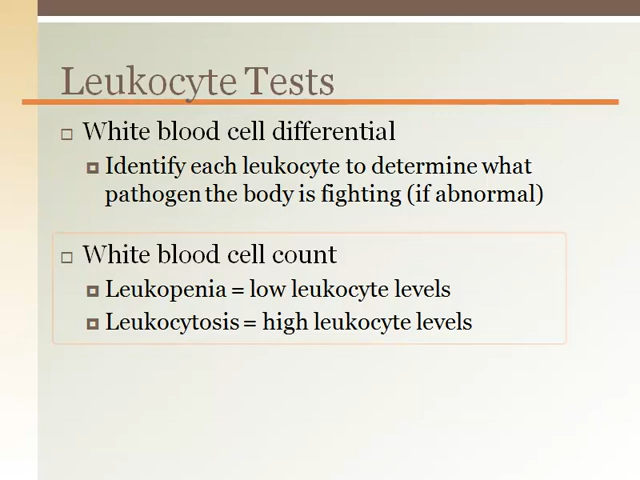 Leukocyte Tests
White blood cell differential
Identify each leukocyte to determine what
pathogen the body is fighting (if abnormal)
White blood cell count
Leukopenia = low leukocyte levels
Leukocytosis = high leukocyte levels